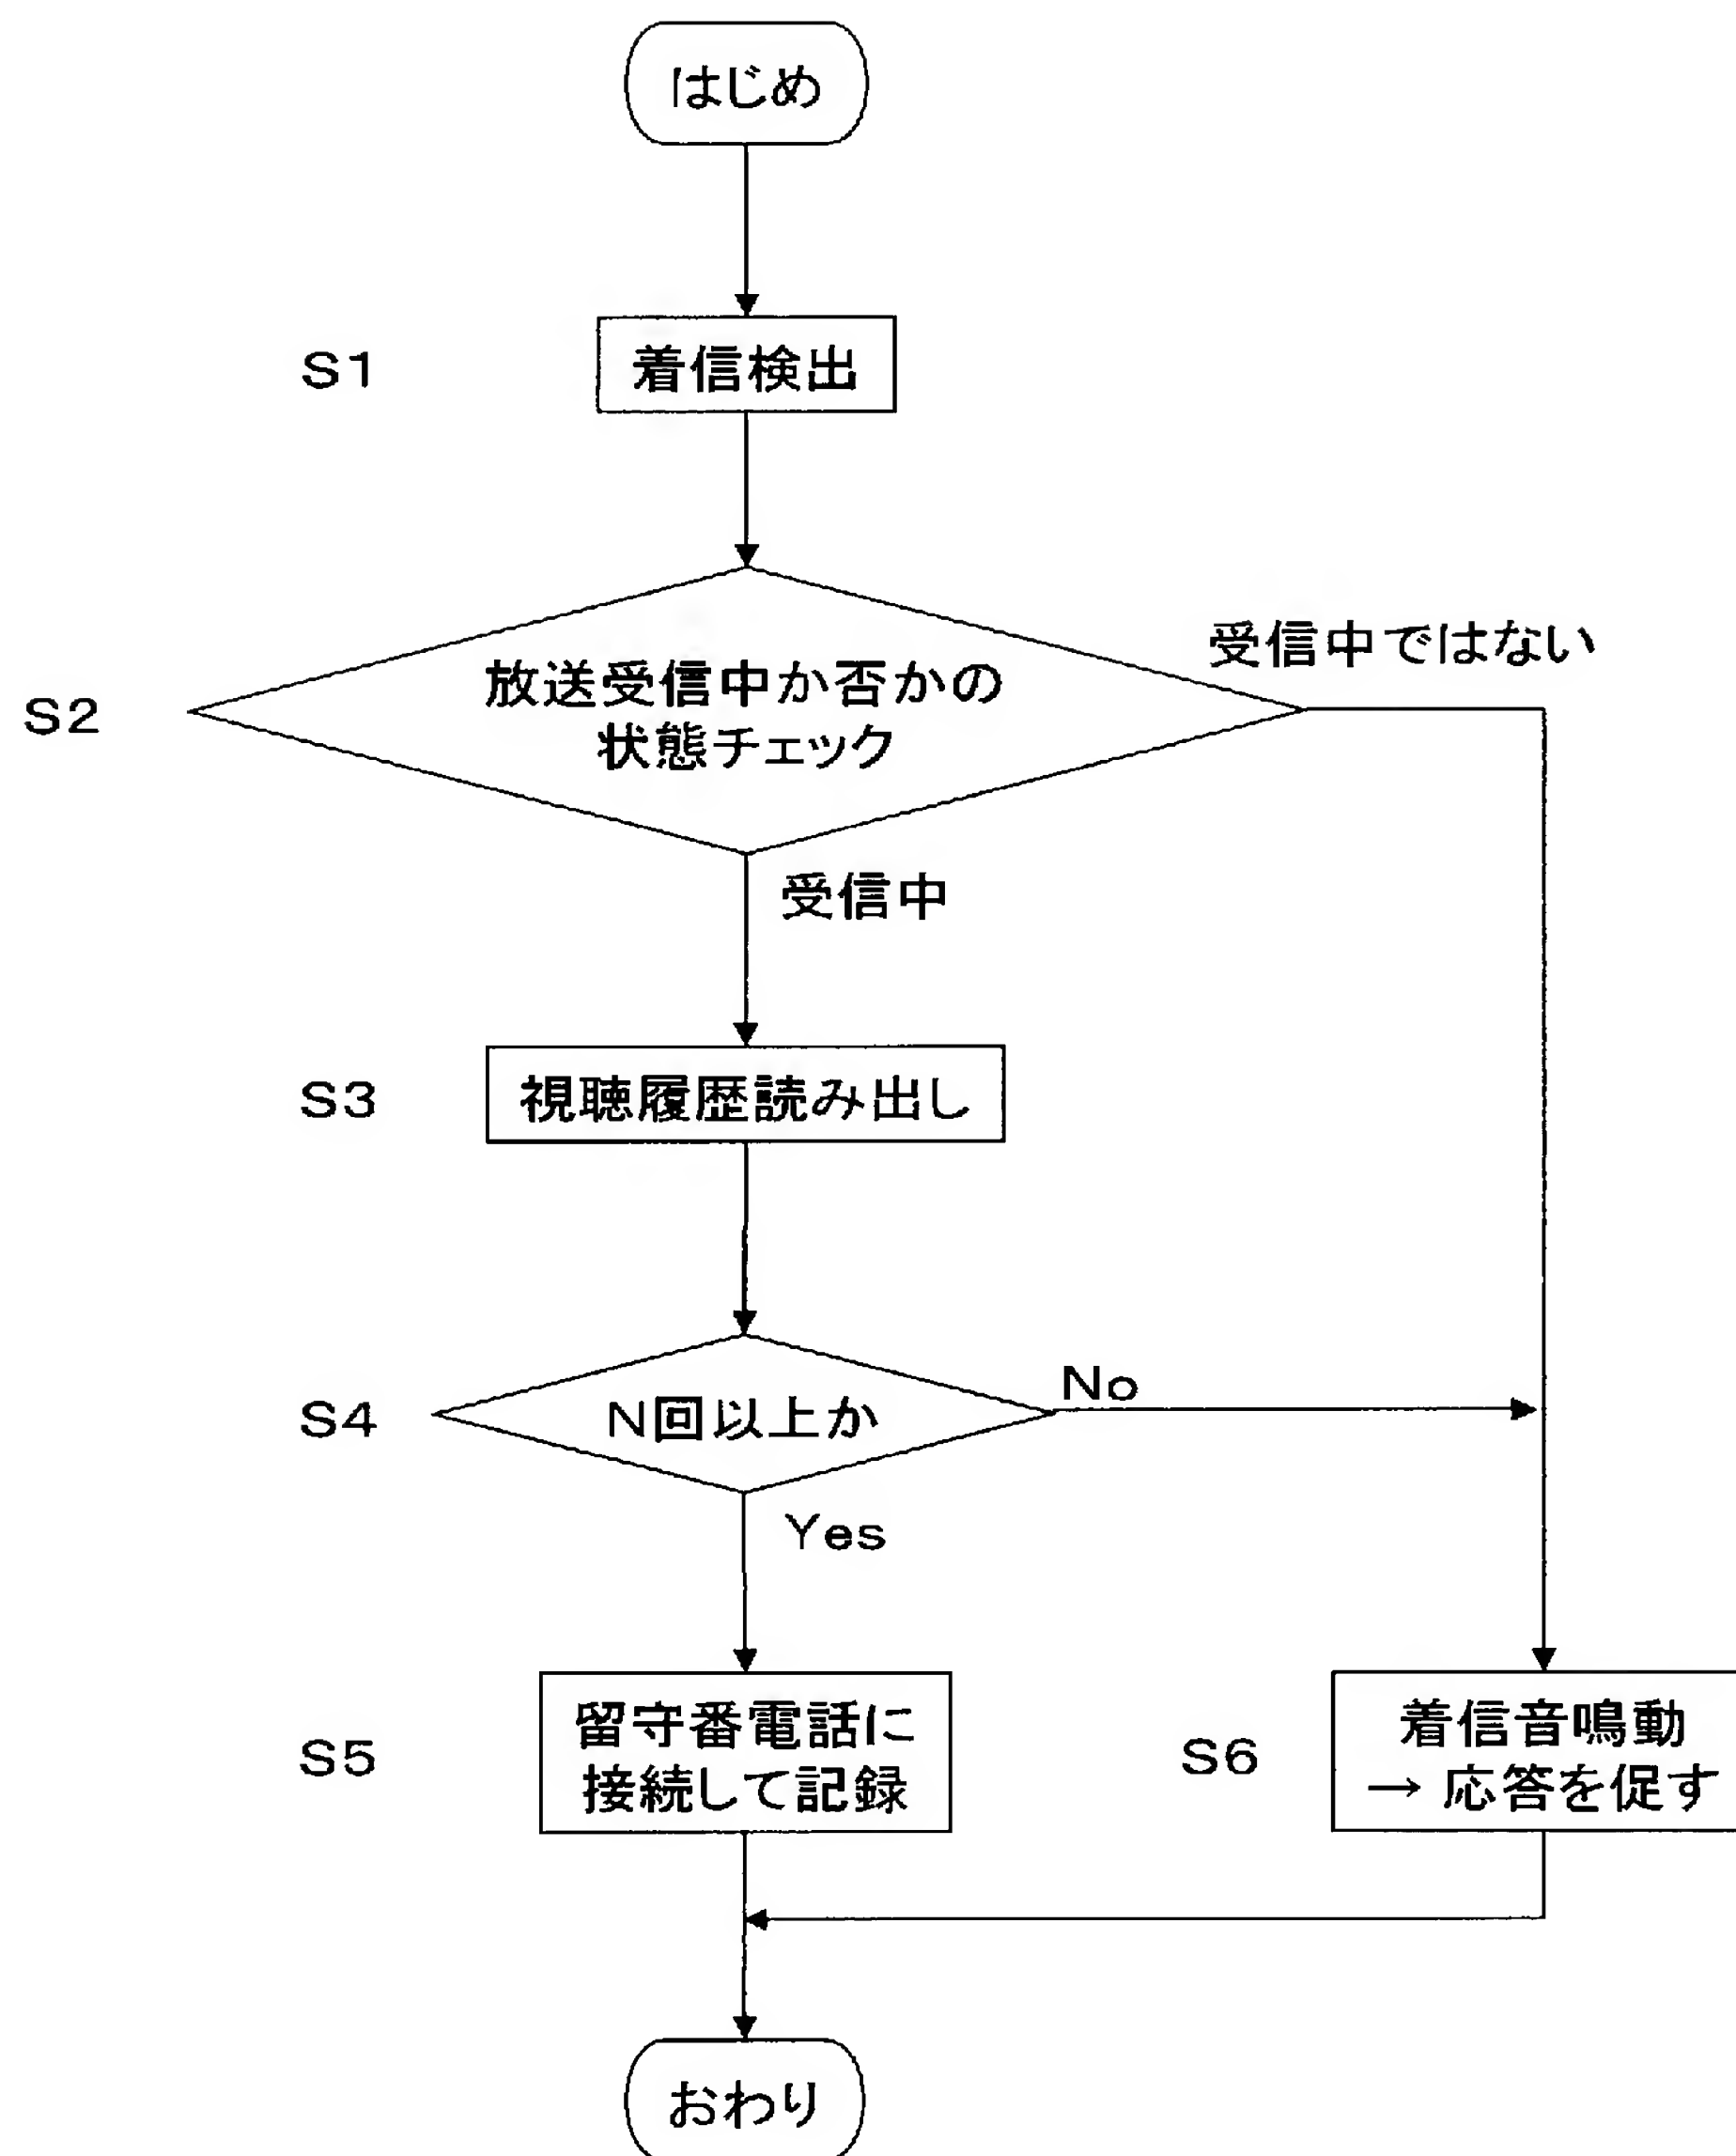 はじめ
S1
着信検出
受信中ではない
S2
放送受信中か否かの
状態チェック
受信中
S3
視聴履歴読み出し
S4
N回以上か
No
Yes
S5
留守番電話に
接続して記録
S6
着信音鳴動
→ 応答を促す
おわり